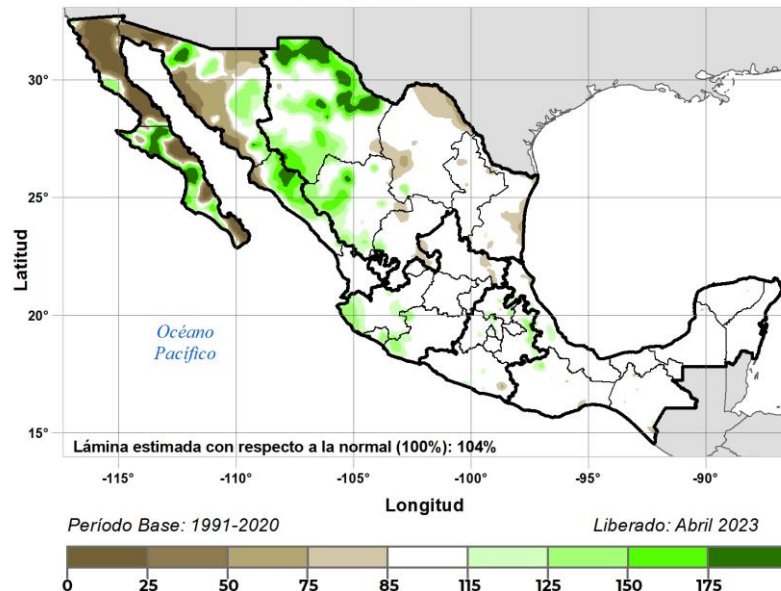 30°
25°
20°
15°
Latitud
Océano
Pacífico
Lámina estimada con respecto a la normal (100%): 104%
-115° -110° -105° -100° -95° -90°
Longitud
Período Base: 1991-2020 Liberado: Abril 2023
0 25 50 75 85 115 125 150 175